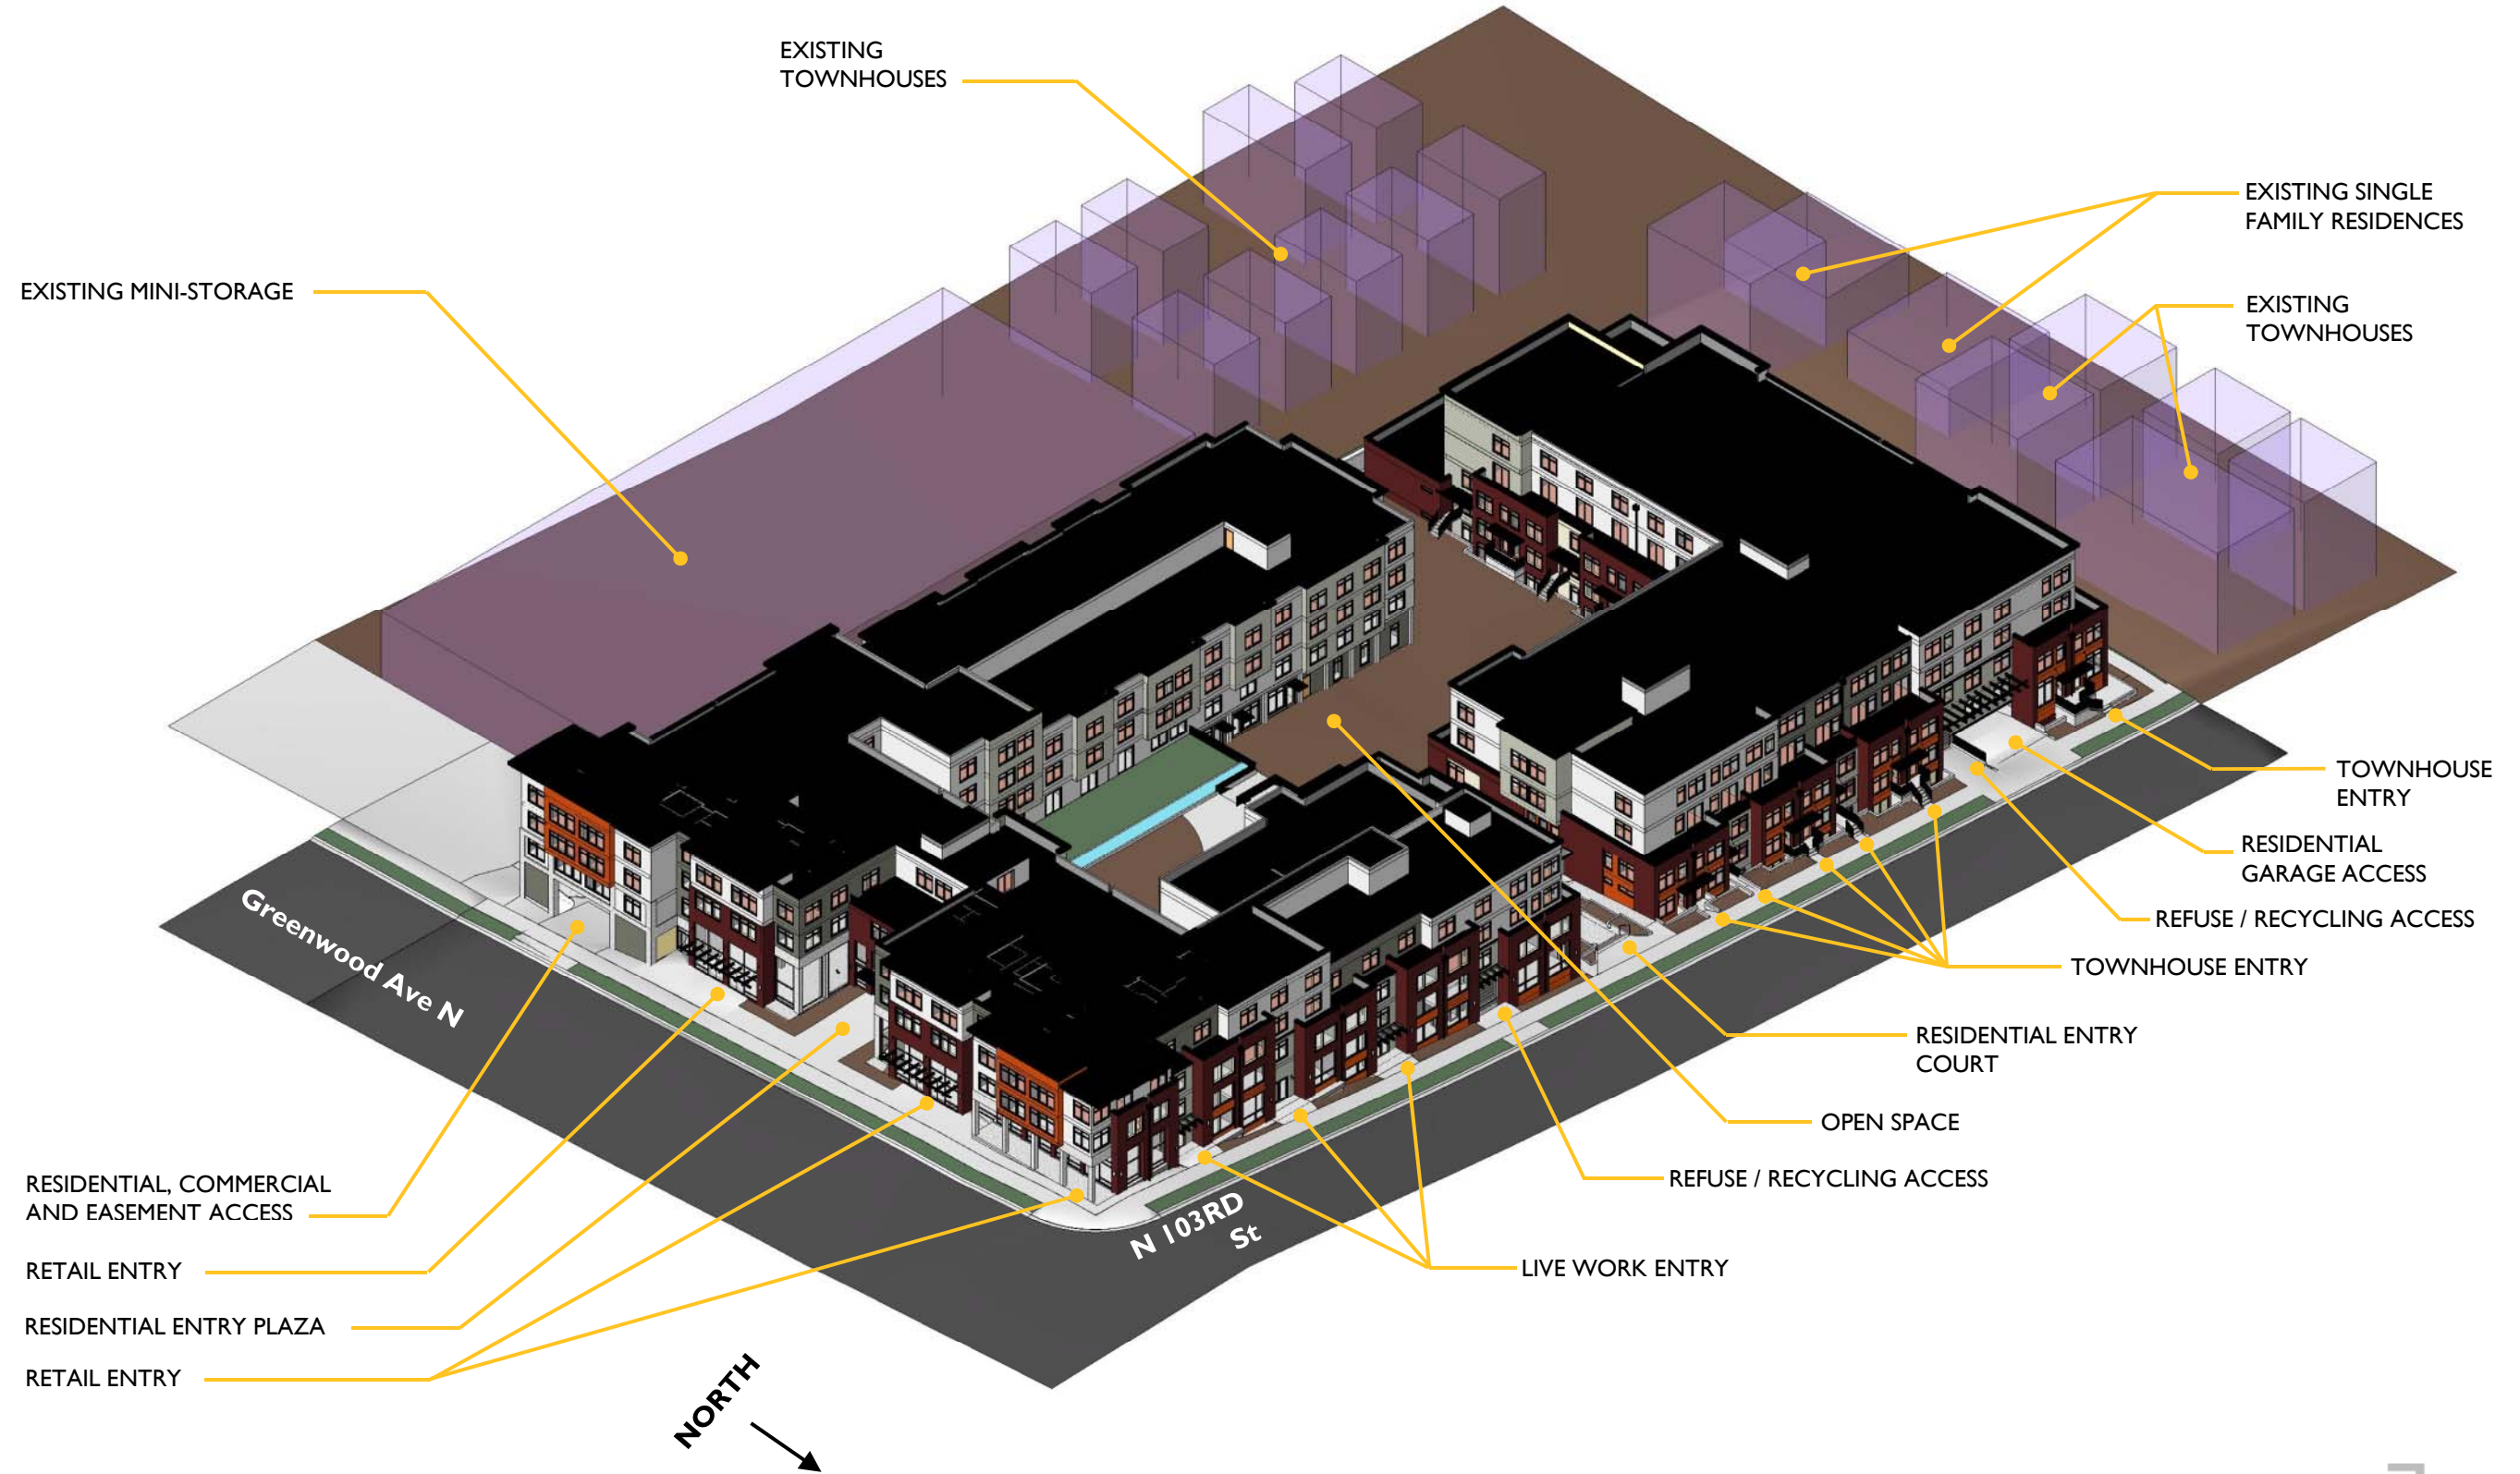 EXISTING
TOWNHOUSES
EXISTING SINGLE
FAMILY RESIDENCES
EXISTING MINI-STORAGE
EXISTING
TOWNHOUSES
TOWNHOUSE
ENTRY
RESIDENTIAL
GARAGE ACCESS
REFUSE / RECYCLING ACCESS
TOWNHOUSE ENTRY
Greenwood Ave N
RESIDENTIAL ENTRY
COURT
OPEN SPACE
REFUSE / RECYCLING ACCESS
RESIDENTIAL, COMMERCIAL
AND EASEMENT ACCESS
N 103RD
St
LIVE WORK ENTRY
RETAIL ENTRY
RESIDENTIAL ENTRY PLAZA
RETAIL ENTRY
NORTH